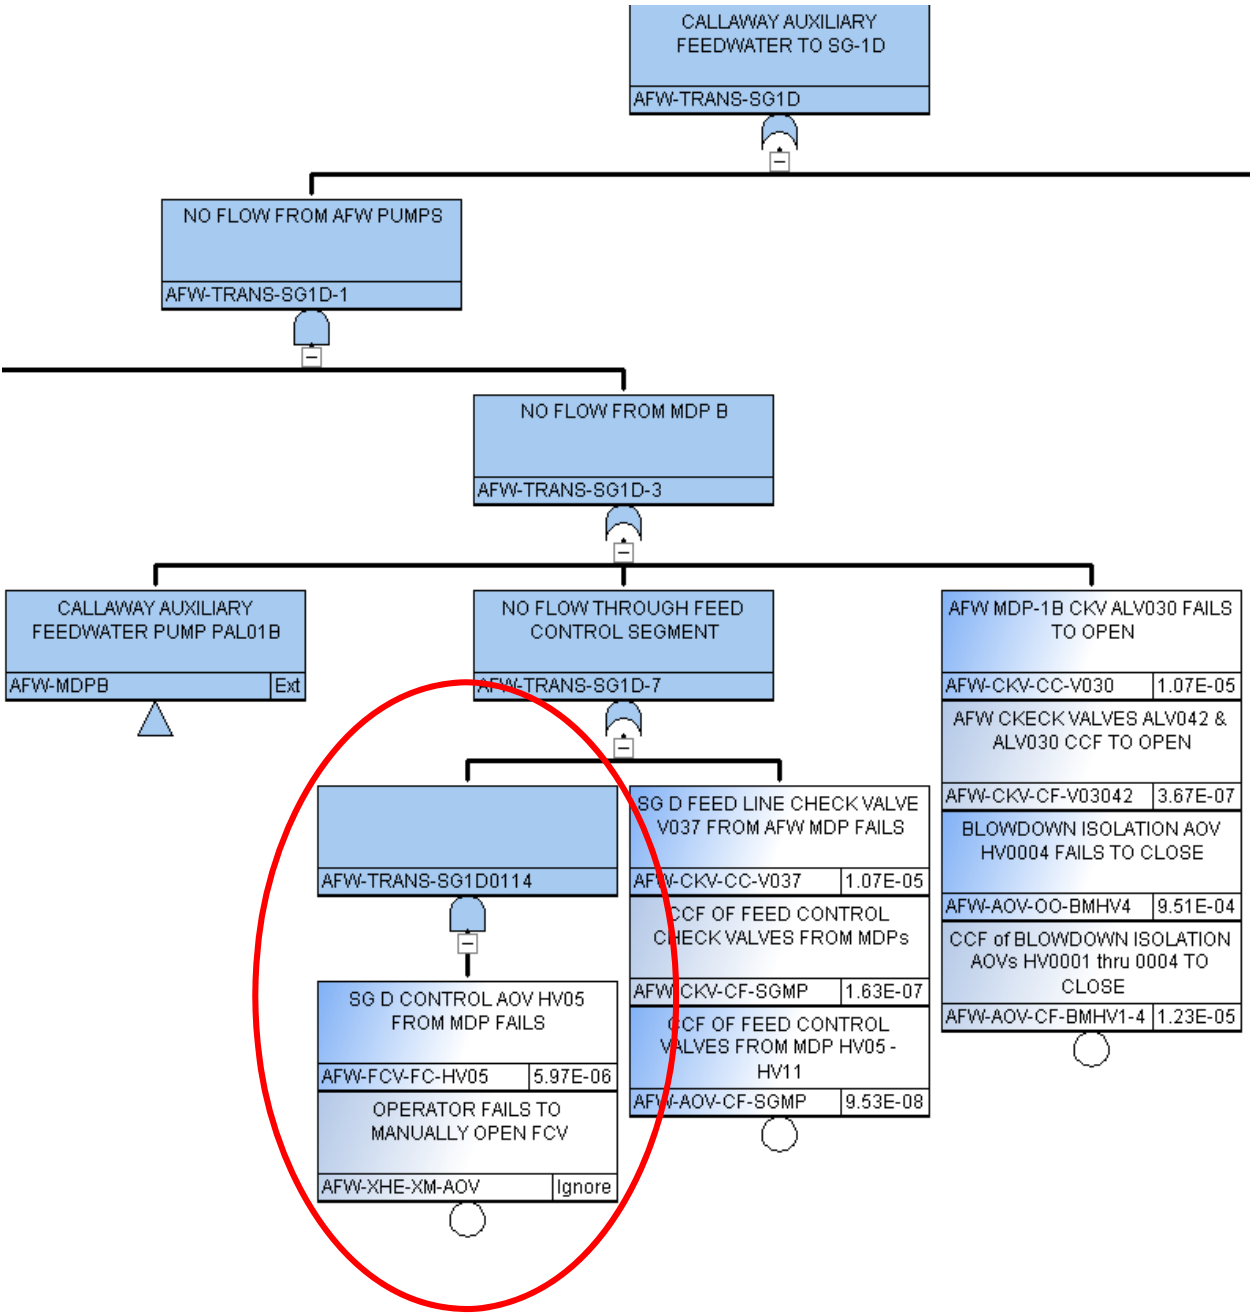 CALLAWAY AUXILIARY
FEEDWATER TO SG-1D
AFW-TRANS-SG1D
NO FLOW FROM AFW PUMPS
AFW-TRANS-SG1D-1
NO FLOW FROM MDP B
AFW-TRANS-SG1D-3
CALLAWAY AUXILIARY
FEEDWATER PUMP PAL01B
AFW-MDPB
Ext
NO FLOW THROUGH FEED
CONTROL SEGMENT
AFW-TRANS-SG1D-7
AFW MDP-1B CKV ALV030 FAILS
TO OPEN
AFW-CKV-CC-V030
1.07E-05
AFW CKECK VALVES ALV042 &
ALV030 CCF TO OPEN
AFW-CKV-CF-V03042
3.67E-07
BLOWDOWN ISOLATION AOV
HV0004 FAILS TO CLOSE
AFW-AOV-OO-BMHV4
9.51E-04
CCF of BLOWDOWN ISOLATION
AOVs HV0001 thru 0004 TO
CLOSE
AFW-AOV-CF-BMHV1-4
1.23E-05
AFW-TRANS-SG1D0114
SG D CONTROL AOV HV05
FROM MDP FAILS
AFW-FCV-FC-HV05
5.97E-06
OPERATOR FAILS TO
MANUALLY OPEN FCV
AFW-XHE-XM-AOV
Ignore
SG D FEED LINE CHECK VALVE
V037 FROM AFW MDP FAILS
AFW-CKV-CC-V037
1.07E-05
CCF OF FEED CONTROL
CHECK VALVES FROM MDPs
AFW-CKV-CF-SGMP
1.63E-07
CCF OF FEED CONTROL
VALVES FROM MDP HV05 -
HV11
AFW-AOV-CF-SGMP
9.53E-08